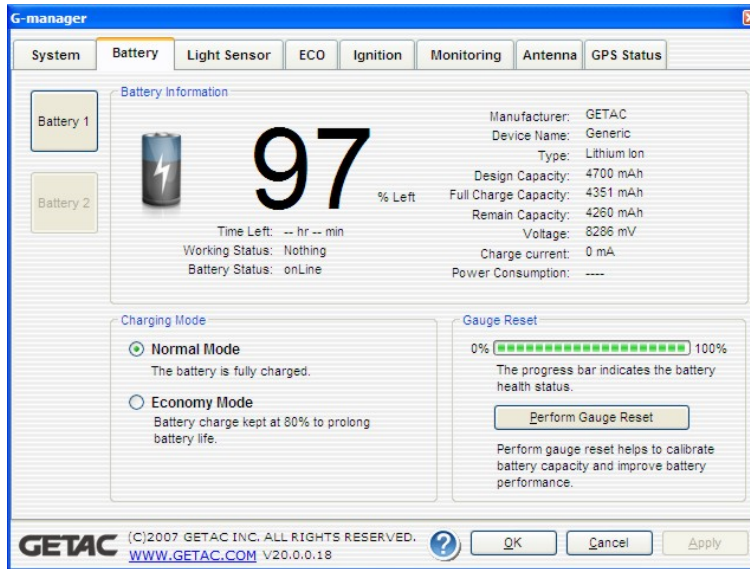 G-manager
System Battery Light Sensor ECO Ignition Monitoring Antenna GPS Status
Battery 1
Battery 2
Battery Information
97 % Left
Time Left: -- hr -- min
Working Status: Nothing
Battery Status: onLine
Manufacturer: GETAC
Device Name: Generic
Type: Lithium Ion
Design Capacity: 4700 mAh
Full Charge Capacity: 4351 mAh
Remain Capacity: 4260 mAh
Voltage: 8286 mV
Charge current: 0 mA
Power Consumption: ----
Charging Mode
Normal Mode
The battery is fully charged.
Economy Mode
Battery charge kept at 80% to prolong
battery life.
Gauge Reset
0% 100%
The progress bar indicates the battery
health status.
Perform Gauge Reset
Perform gauge reset helps to calibrate
battery capacity and improve battery
performance.
GETAC (C)2007 GETAC INC. ALL RIGHTS RESERVED.
WWW.GETAC.COM V20.0.0.18
? OK Cancel Apply